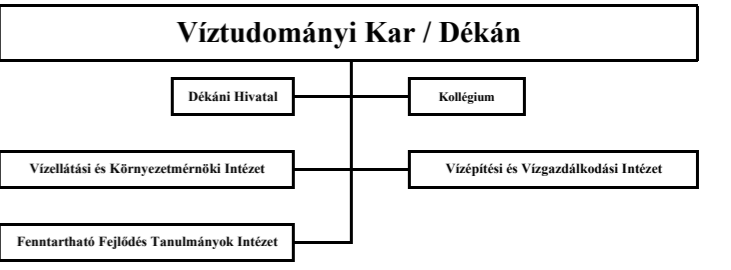 Víztudományi Kar / Dékán
Dékáni Hivatal
Kollégium
Vízellátási és Környezetmérnöki Intézet
Vízépítési és Vízgazdálkodási Intézet
Fenntartható Fejlődés Tanulmányok Intézet